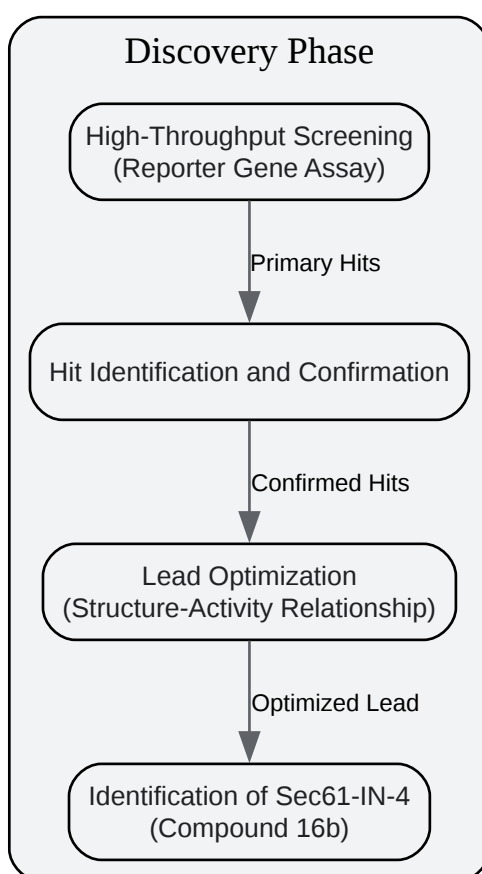 Discovery Phase
High-Throughput Screening
(Reporter Gene Assay)
Primary Hits
Hit Identification and Confirmation
Confirmed Hits
Lead Optimization
(Structure-Activity Relationship)
Optimized Lead
Identification of Sec61-IN-4
(Compound 16b)